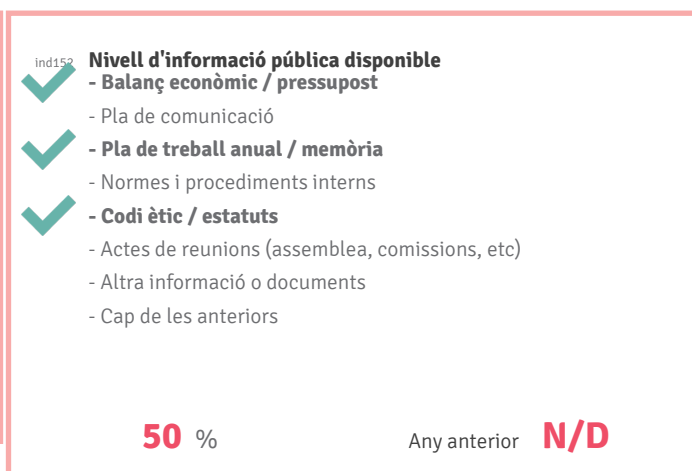 ind152 Nivell d'informació pública disponible
- Balanç econòmic / pressupost
- Pla de comunicació
- Pla de treball anual / memòria
- Normes i procediments interns
- Codi ètic / estatuts
- Actes de reunions (assemblea, comissions, etc)
- Altra informació o documents
- Cap de les anteriors
50 % Any anterior N/D